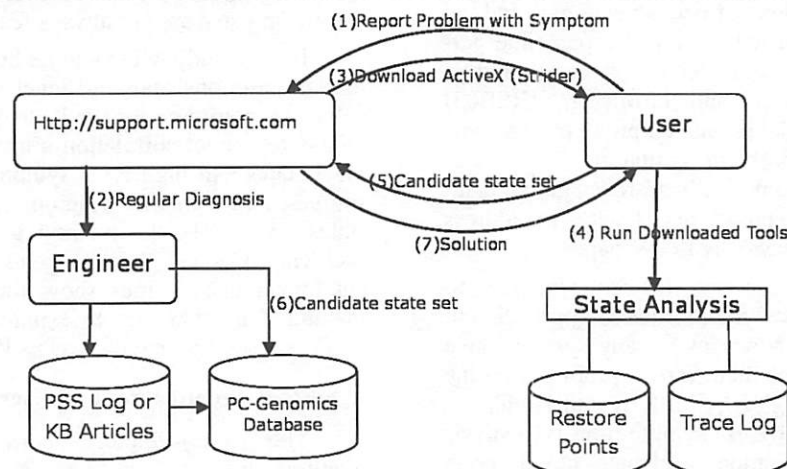 (1)Report Problem with Symptom
(3)Download ActiveX (Strider)
Http://support.microsoft.com
User
(5)Candidate state set
(2)Regular Diagnosis
(7)Solution
(4) Run Downloaded Tools
Engineer
(6)Candidate state set
State Analysis
PSS Log or
KB Articles
PC-Genomics
Database
Restore
Points
Trace Log